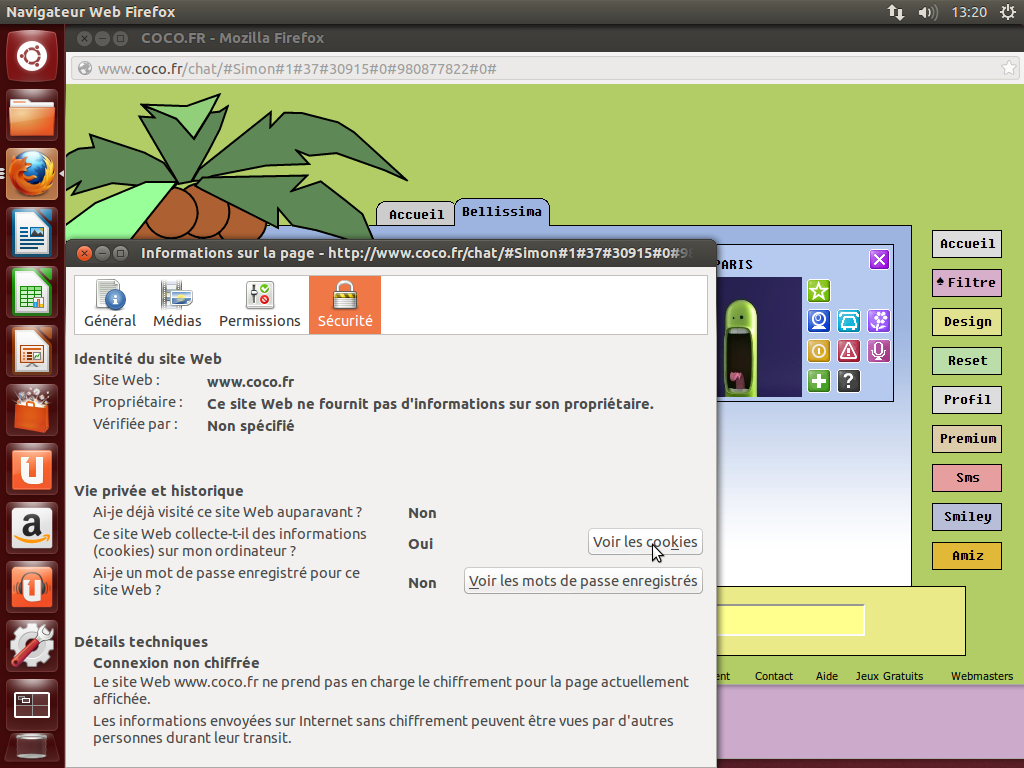 Navigateur Web Firefox
13:20
COCO.FR - Mozilla Firefox
www.coco.fr/chat/#Simon#1#37#30915#0#980877822#0#
Accueil
Bellissima
PARIS
Accueil
Filtre
Design
Reset
Profil
Premium
Sms
Smiley
Amiz
Informations sur la page - http://www.coco.fr/chat/#Simon#1#37#30915#0#98
Général
Médias
Permissions
Sécurité
Identité du site Web
Site Web :
www.coco.fr
Propriétaire :
Ce site Web ne fournit pas d'informations sur son propriétaire.
Vérifiée par :
Non spécifié
Vie privée et historique
Ai-je déjà visité ce site Web auparavant ?
Non
Ce site Web collecte-t-il des informations
(cookies) sur mon ordinateur ?
Oui
Voir les cookies
Ai-je un mot de passe enregistré pour ce
site Web ?
Non
Voir les mots de passe enregistrés
Détails techniques
Connexion non chiffrée
Le site Web www.coco.fr ne prend pas en charge le chiffrement pour la page actuellement
affichée.
Les informations envoyées sur Internet sans chiffrement peuvent être vues par d'autres
personnes durant leur transit.
Contact
Aide
Jeux Gratuits
Webmasters